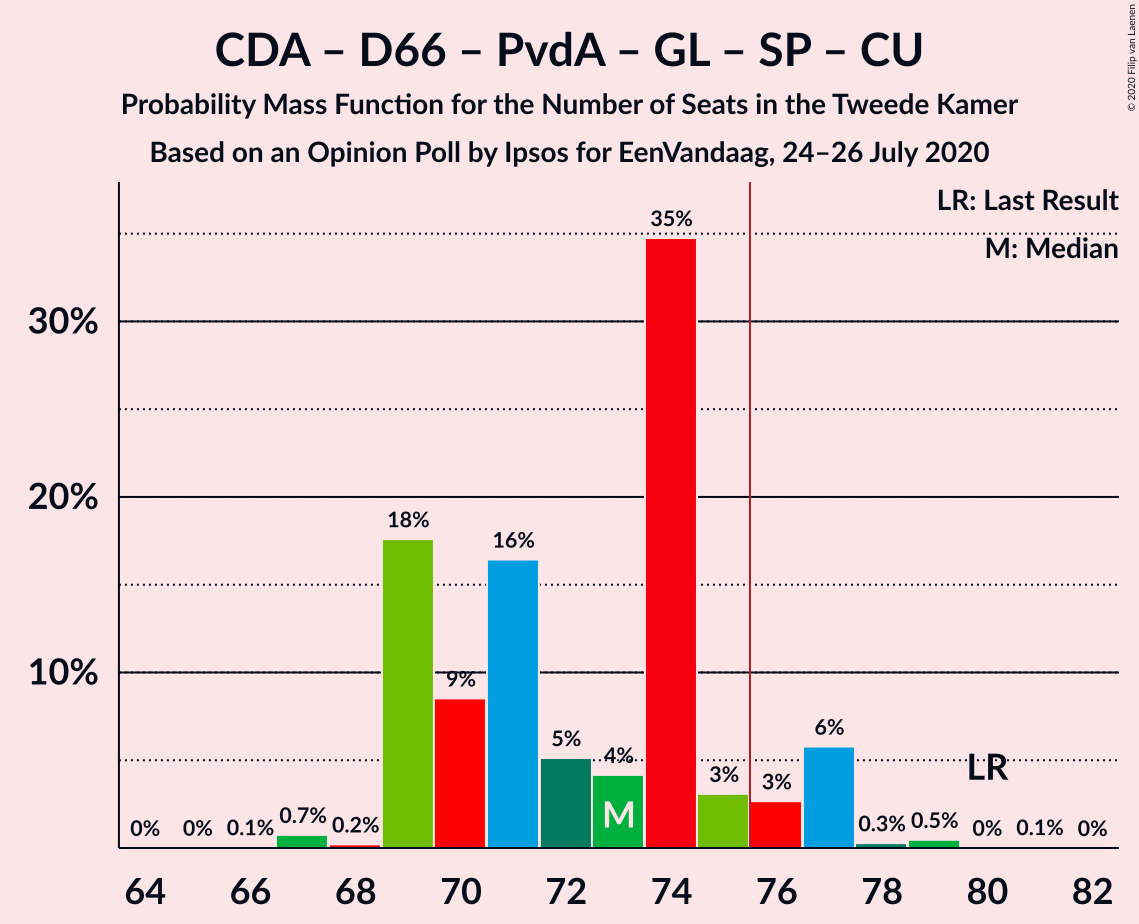 CDA – D66 – PvdA – GL – SP – CU
Probability Mass Function for the Number of Seats in the Tweede Kamer
Based on an Opinion Poll by Ipsos for EenVandaag, 24–26 July 2020
© 2020 Filip van Laenen
LR: Last Result
M: Median
35%
30%
20%
18%
16%
10%
9%
6%
5%
4%
3%
3%
LR
M
0% 0% 0.1% 0.7% 0.2% 0.3% 0.5% 0% 0.1% 0%
64 66 68 70 72 74 76 78 80 82